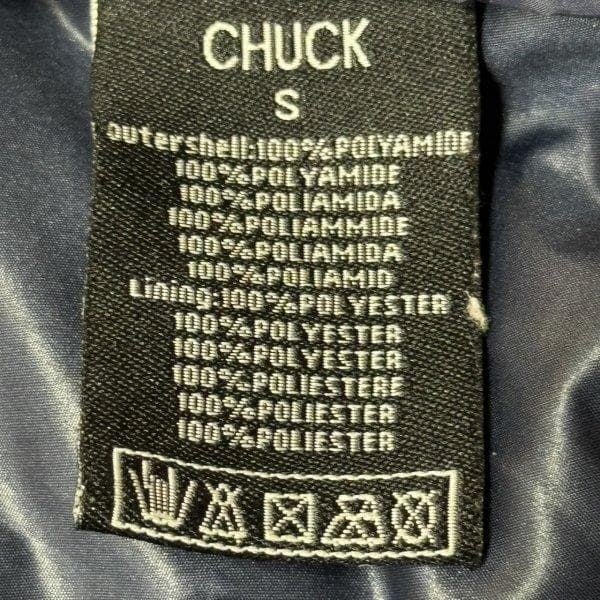 CHUCK
S
outershell:100%POLYAMIDE
100%POLYAMIDE
100%POLIAMIDA
100%POLIAMMIDE
100%POLIAMIDA
100%POLIAMID
Lining:100%POLYESTER
100%POLYESTER
100%POLYESTER
100%POLIESTERE
100%POLIESTER
100%POLIESTER